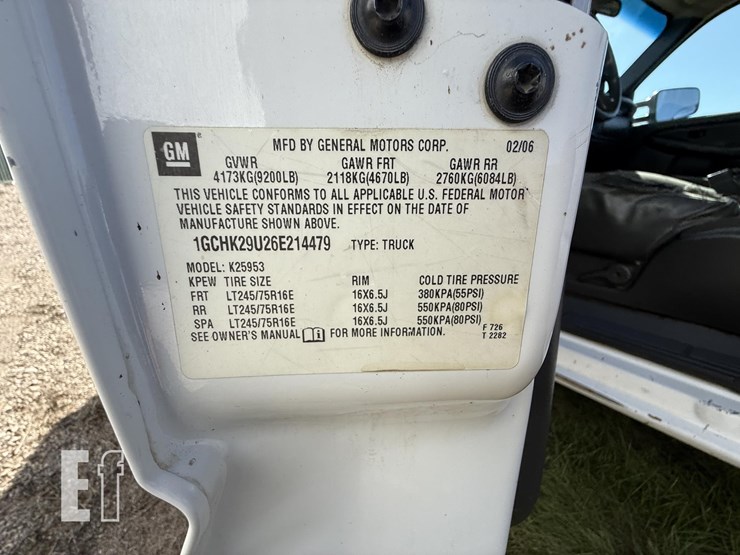 GM MFD BY GENERAL MOTORS CORP. 02/06
GVWR GAWR FRT GAWR RR
4173KG(9200LB) 2118KG(4670LB) 2760KG(6084LB)
THIS VEHICLE CONFORMS TO ALL APPLICABLE U.S. FEDERAL MOTOR
VEHICLE SAFETY STANDARDS IN EFFECT ON THE DATE OF
MANUFACTURE SHOWN ABOVE.
1GCHK29U26E214479 TYPE: TRUCK
MODEL: K25953
KPEW TIRE SIZE RIM COLD TIRE PRESSURE
FRT LT245/75R16E 16X6.5J 380KPA(55PSI)
RR LT245/75R16E 16X6.5J 550KPA(80PSI)
SPA LT245/75R16E 16X6.5J 550KPA(80PSI)
SEE OWNER'S MANUAL FOR MORE INFORMATION.
F 726
T 2282
Ef